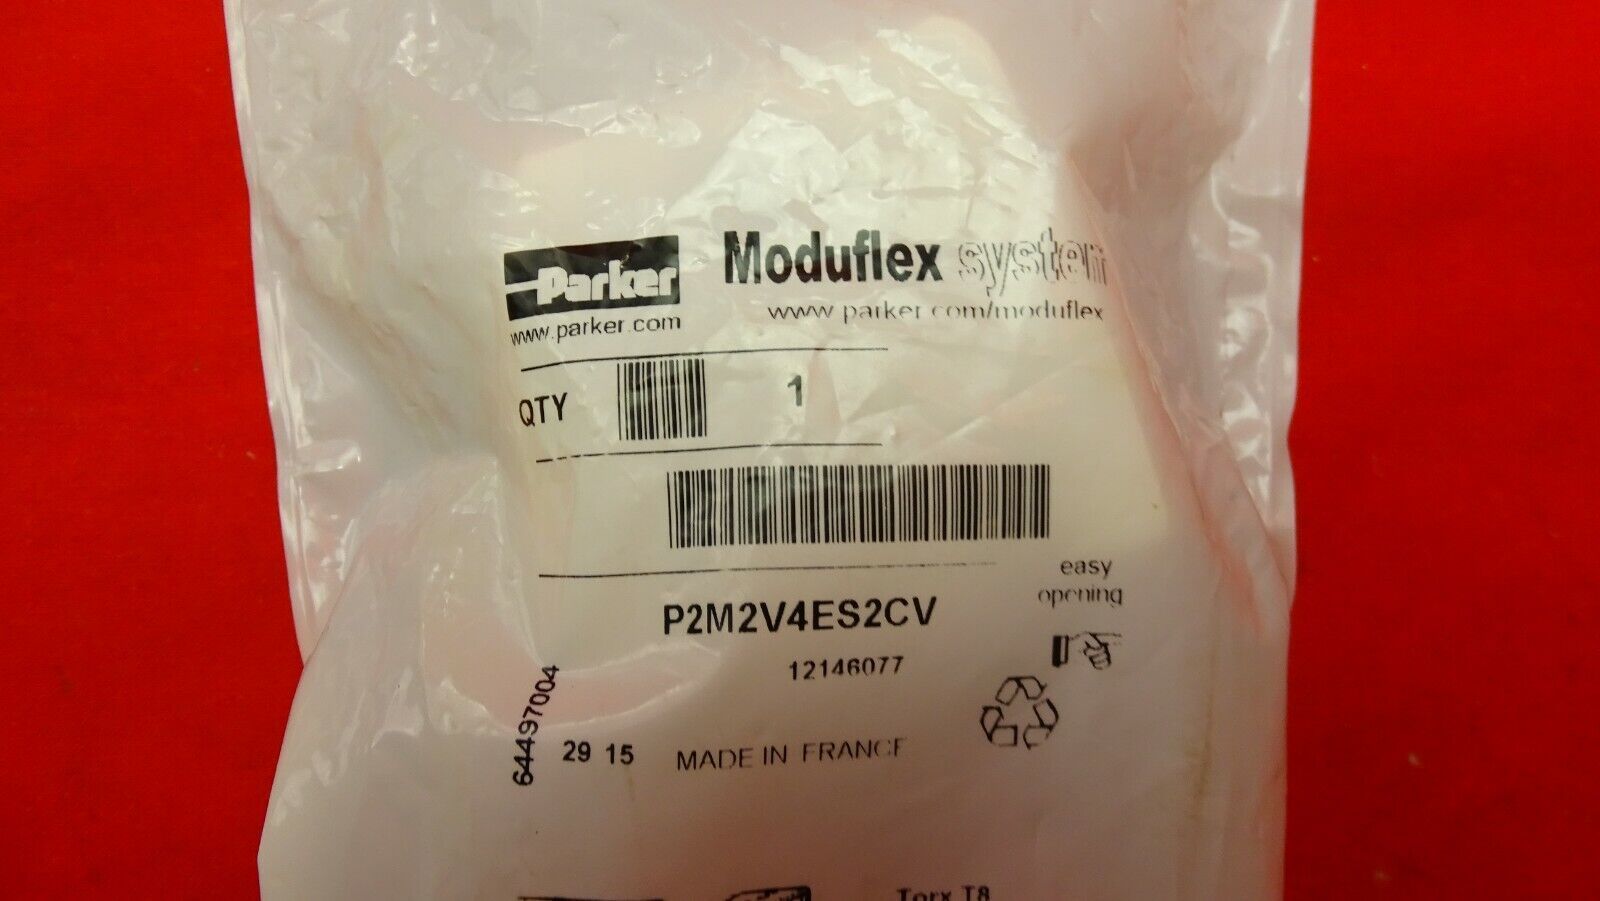 Parker
Moduflex system
www.parker.com
www.parker.com/moduflex
QTY
1
P2M2V4ES2CV
easy
opening
12146077
64497004
29 15
MADE IN FRANCE
Torx T8